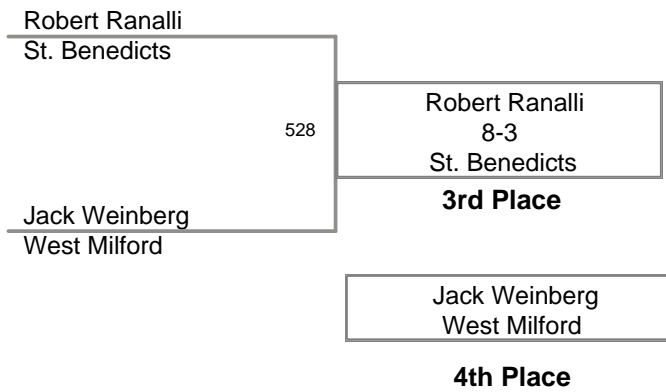 Robert Ranalli
St. Benedicts
528
Robert Ranalli
8-3
St. Benedicts
3rd Place
Jack Weinberg
West Milford
Jack Weinberg
West Milford
4th Place